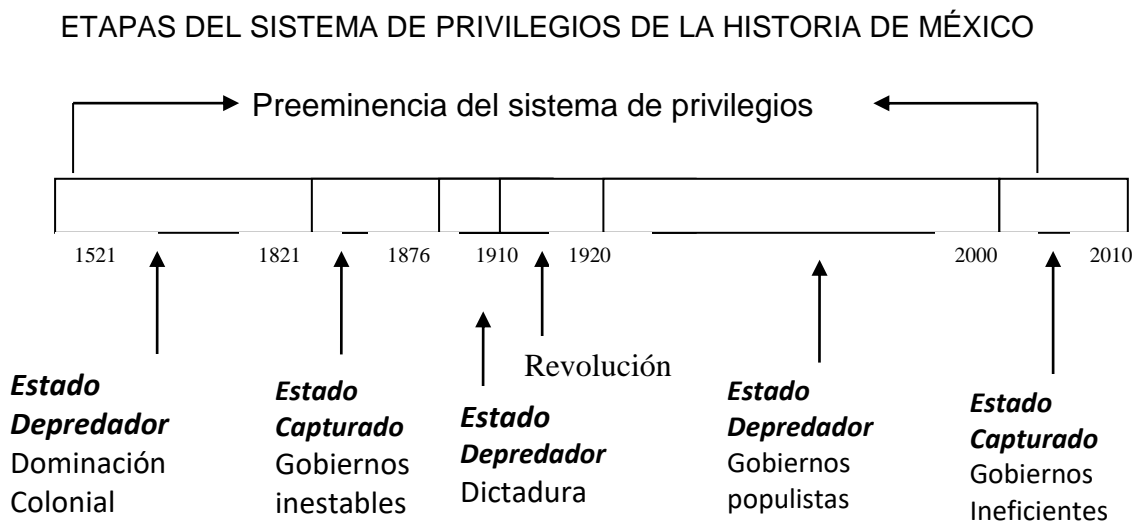 ETAPAS DEL SISTEMA DE PRIVILEGIOS DE LA HISTORIA DE MÉXICO
Preeminencia del sistema de privilegios
1521 1821 1876 1910 1920 2000 2010
Revolución
Estado
Depredador
Dominación
Colonial
Estado
Capturado
Gobiernos
inestables
Estado
Depredador
Dictadura
Estado
Depredador
Gobiernos
populistas
Estado
Capturado
Gobiernos
Ineficientes